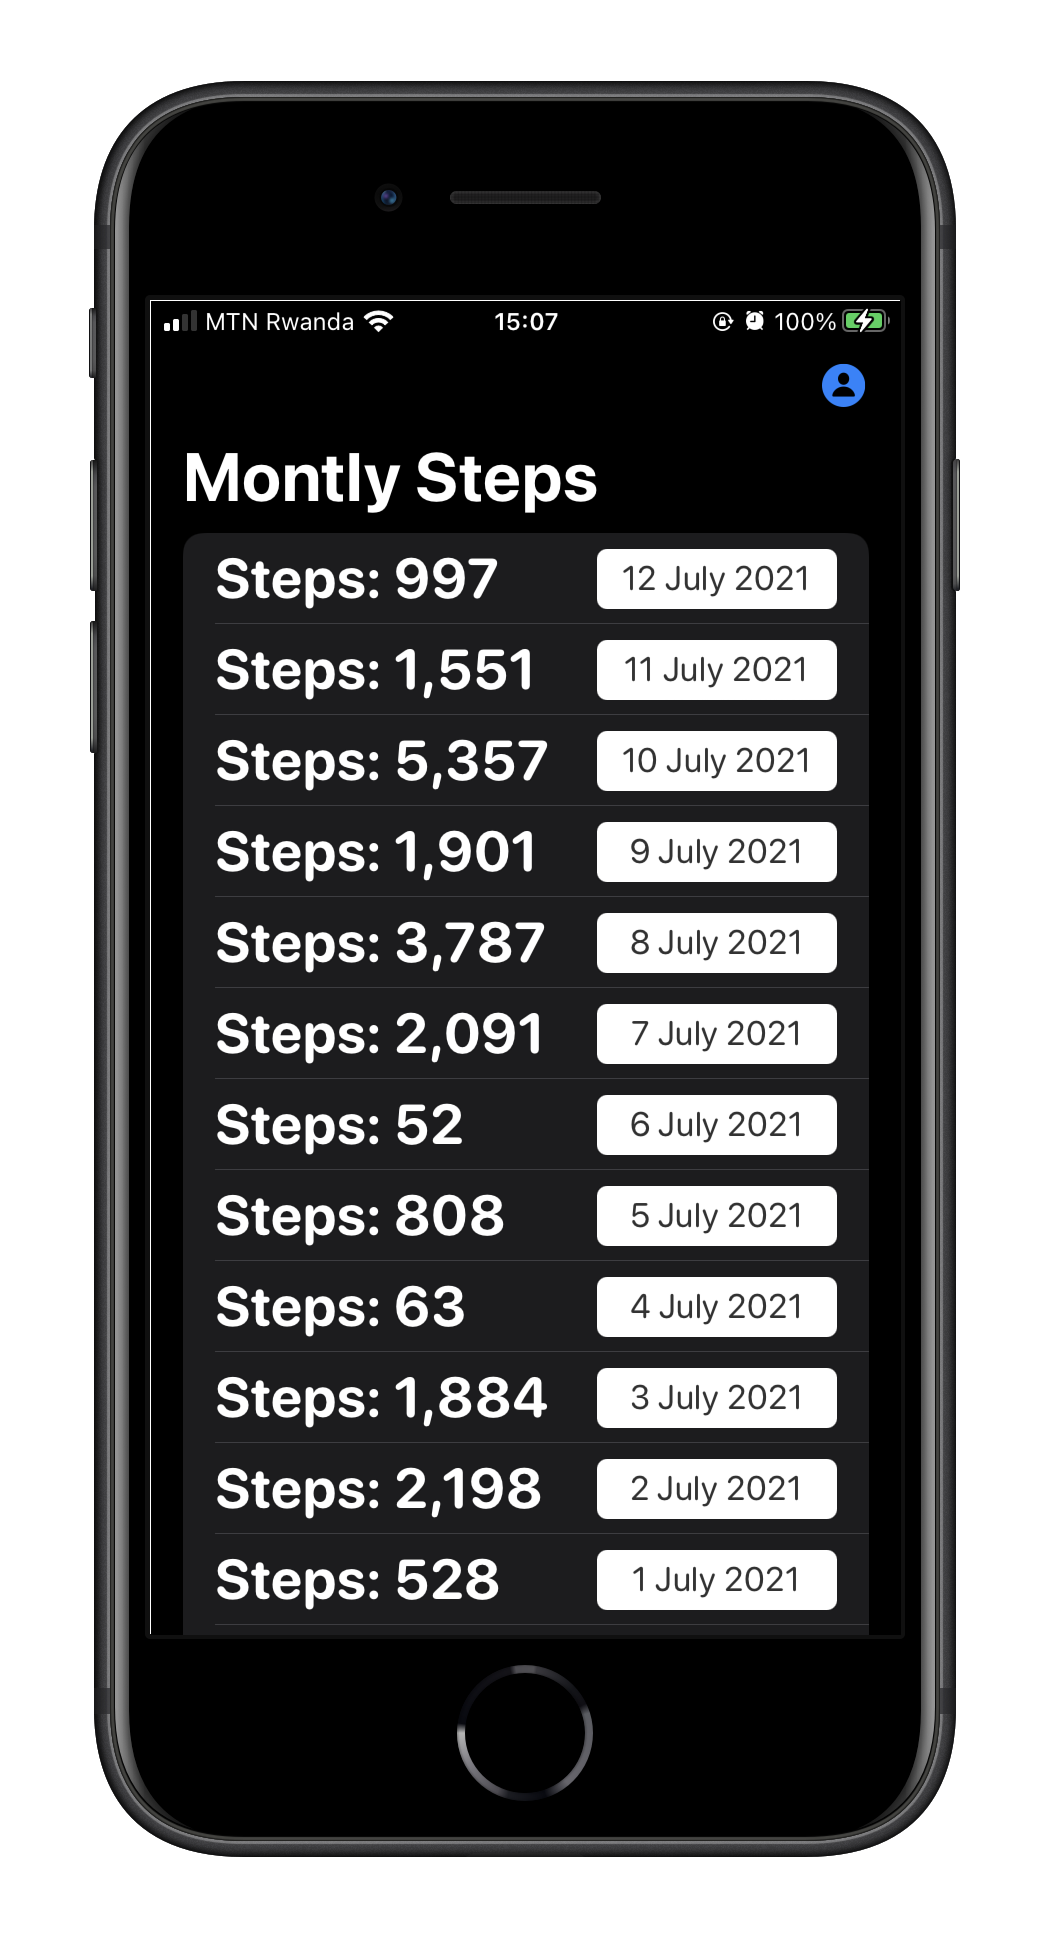 MTN Rwanda 15:07 100%
Montly Steps
Steps: 997 12 July 2021
Steps: 1,551 11 July 2021
Steps: 5,357 10 July 2021
Steps: 1,901 9 July 2021
Steps: 3,787 8 July 2021
Steps: 2,091 7 July 2021
Steps: 52 6 July 2021
Steps: 808 5 July 2021
Steps: 63 4 July 2021
Steps: 1,884 3 July 2021
Steps: 2,198 2 July 2021
Steps: 528 1 July 2021